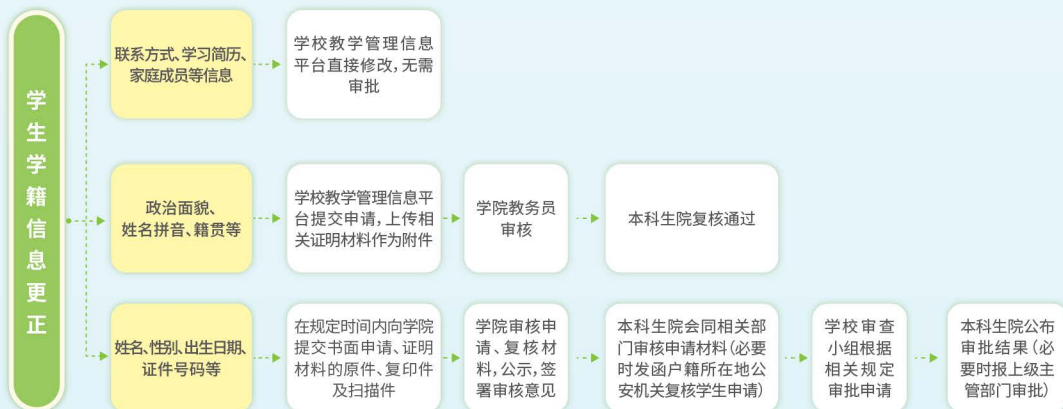 学生学籍信息更正
联系方式、学习简历、
家庭成员等信息
学校教学管理信息
平台直接修改,无需
审批
政治面貌、
姓名拼音、籍贯等
学校教学管理信息平
台提交申请,上传相
关证明材料作为附件
学院教务员
审核
本科生院复核通过
姓名、性别、出生日期、
证件号码等
在规定时间内向学院
提交书面申请、证明
材料的原件、复印件
及扫描件
学院审核申
请、复核材
料,公示,签
署审核意见
本科生院会同相关部
门审核申请材料(必要
时发函户籍所在地公
安机关复核学生申请)
学校审查
小组根据
相关规定
审批申请
本科生院公布
审批结果(必
要时报上级主
管部门审批)